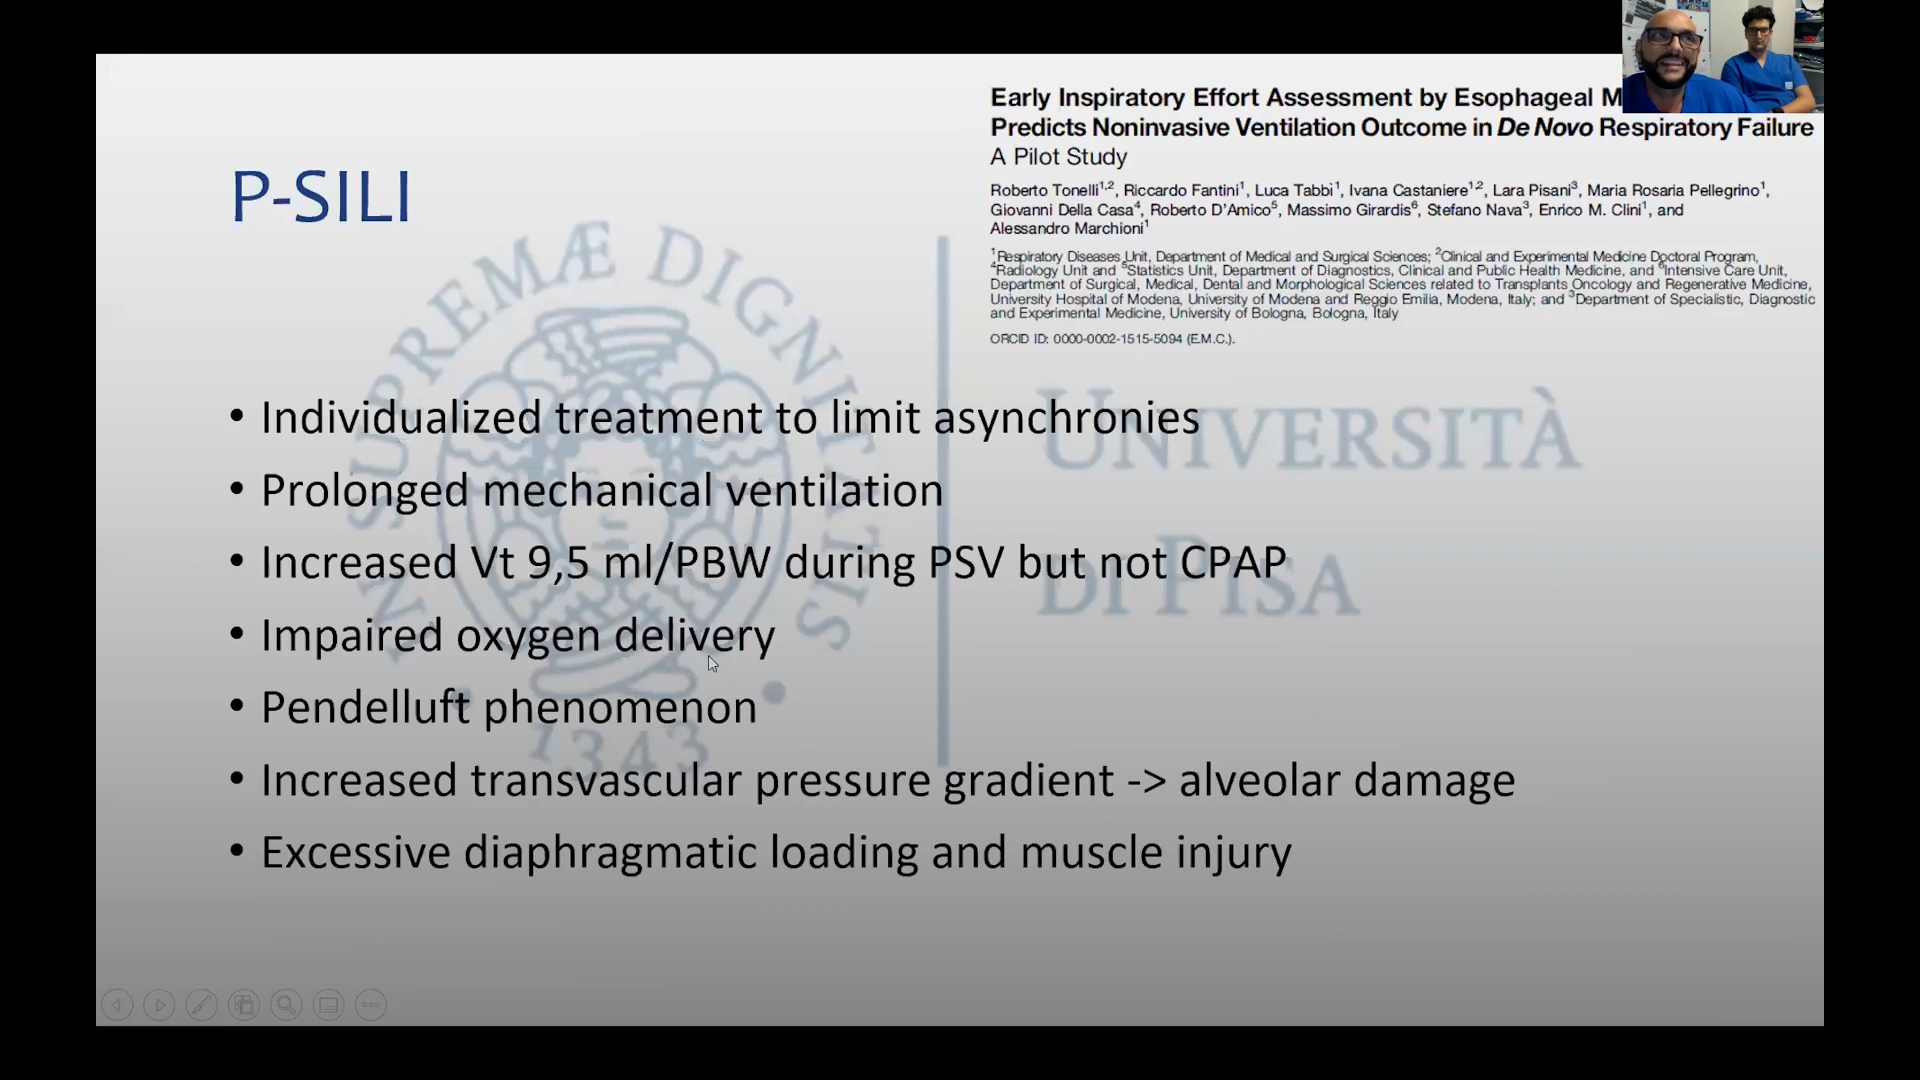 Early Inspiratory Effort Assessment by Esophageal M
Predicts Noninvasive Ventilation Outcome in De Novo Respiratory Failure
A Pilot Study
Roberto Tonelli1,2, Riccardo Fantini1, Luca Tabbì1, Ivana Castaniere1,2, Lara Pisani3, Maria Rosaria Pellegrino1,
Giovanni Della Casa4, Roberto D'Amico5, Massimo Girardis6, Stefano Nava3, Enrico M. Clini1, and
Alessandro Marchioni1
1Respiratory Diseases Unit, Department of Medical and Surgical Sciences; 2Clinical and Experimental Medicine Doctoral Program,
4Radiology Unit and 5Statistics Unit, Department of Diagnostics, Clinical and Public Health Medicine, and 6Intensive Care Unit,
Department of Surgical, Medical, Dental and Morphological Sciences related to Transplants Oncology and Regenerative Medicine,
University Hospital of Modena, University of Modena and Reggio Emilia, Modena, Italy; and 3Department of Specialistic, Diagnostic
and Experimental Medicine, University of Bologna, Bologna, Italy
ORCID ID: 0000-0002-1515-5094 (E.M.C.).
P-SILI
• Individualized treatment to limit asynchronies
• Prolonged mechanical ventilation
• Increased Vt 9,5 ml/PBW during PSV but not CPAP
• Impaired oxygen delivery
• Pendelluft phenomenon
• Increased transvascular pressure gradient -> alveolar damage
• Excessive diaphragmatic loading and muscle injury
IN SUPREMÆ DIGNITATIS
1343
UNIVERSITÀ
DI PISA